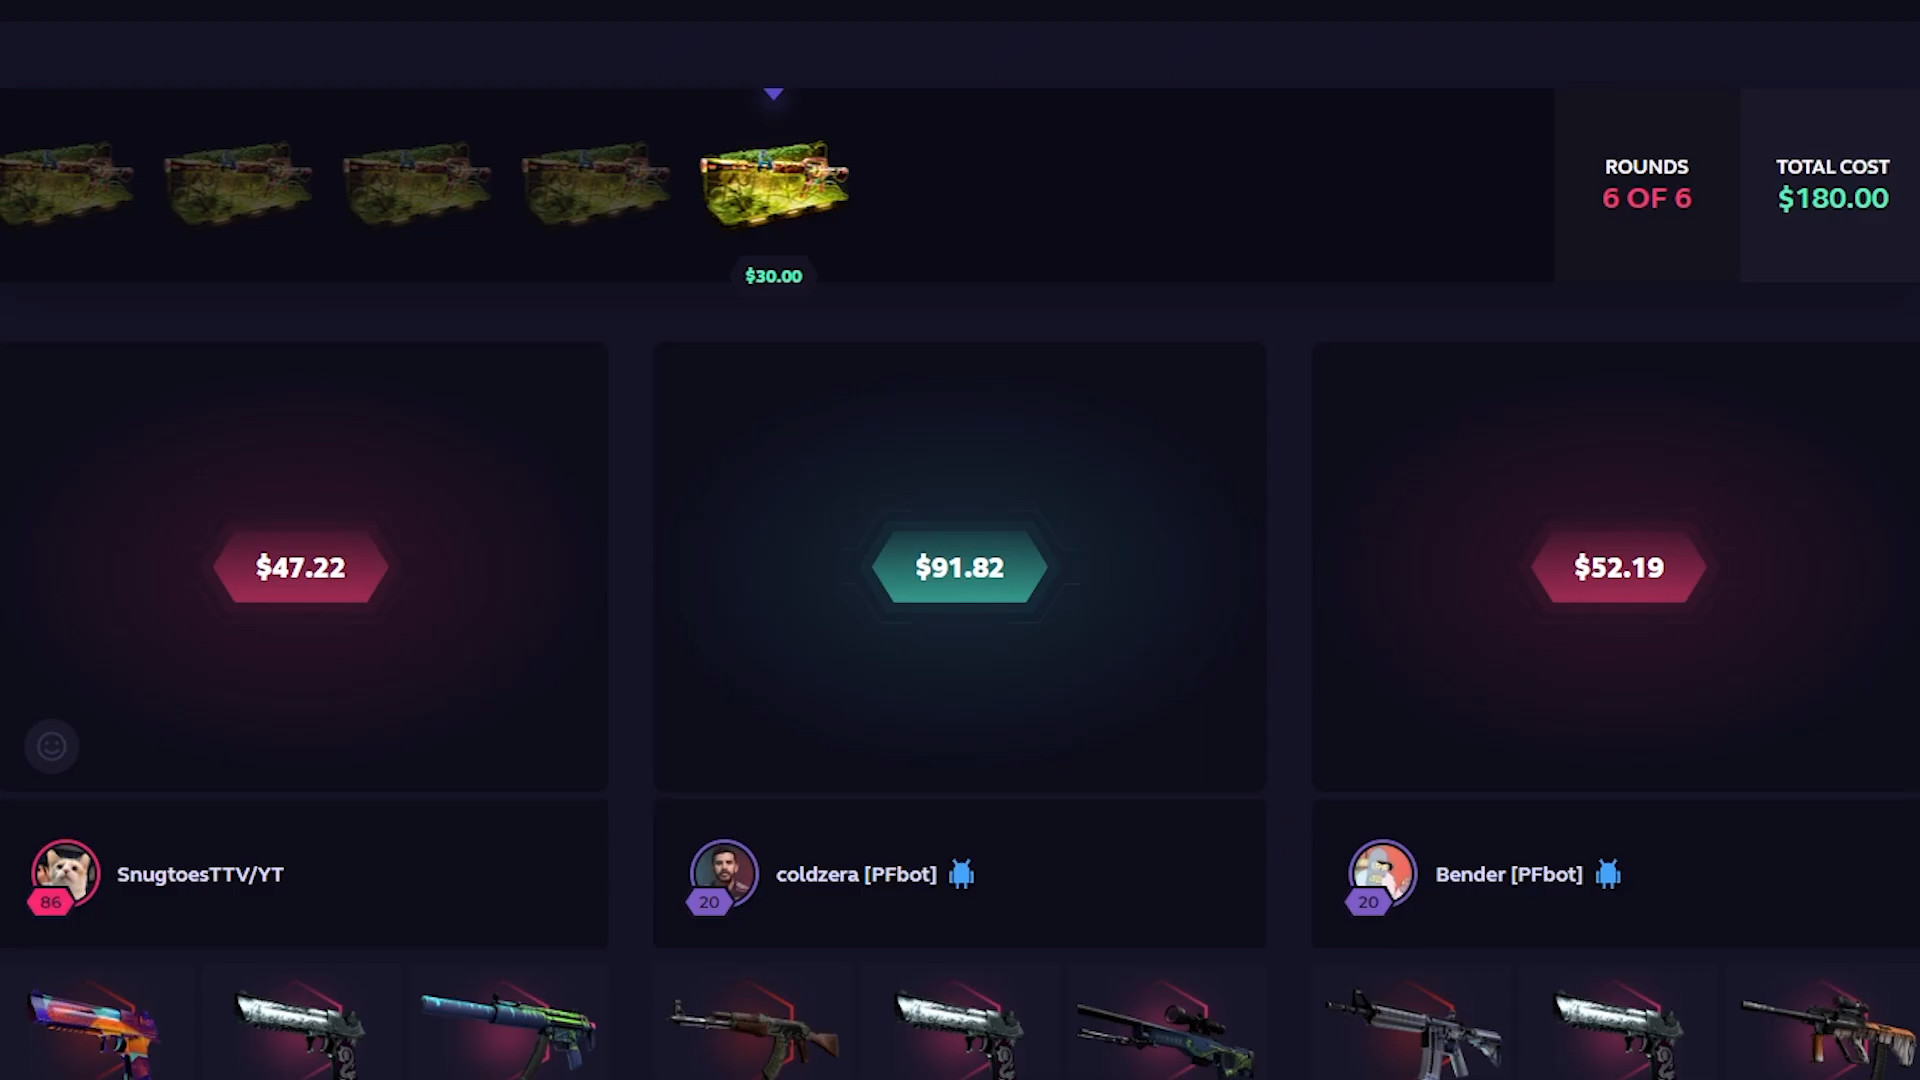 ROUNDS
6 OF 6
TOTAL COST
$180.00
$30.00
$47.22
$91.82
$52.19
86
SnugtoesTTV/YT
20
coldzera [PFbot]
20
Bender [PFbot]